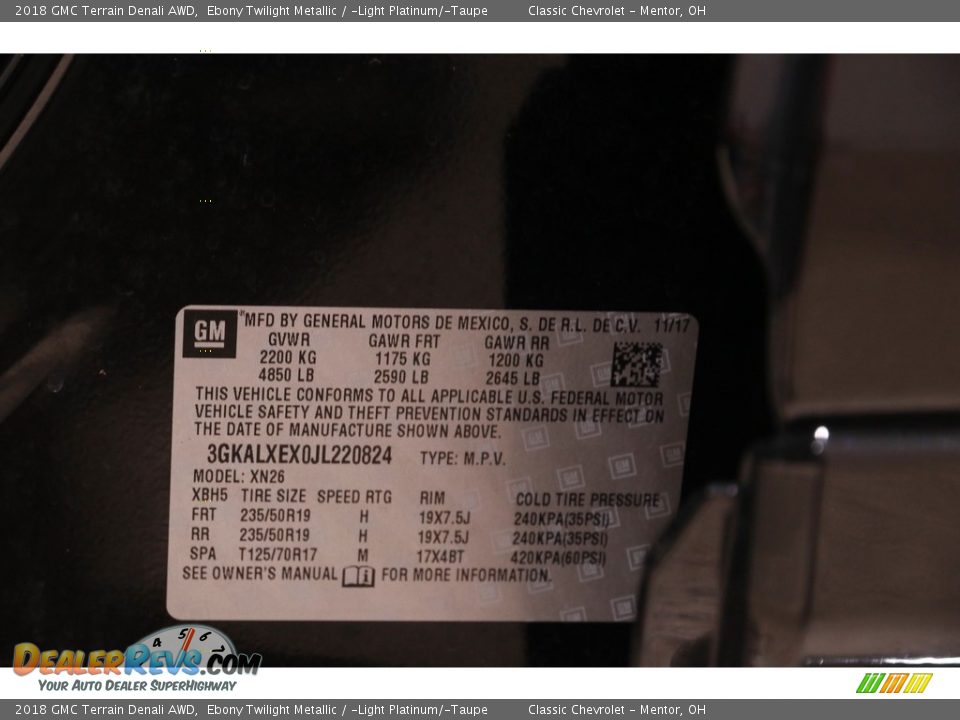 2018 GMC Terrain Denali AWD,  Ebony Twilight Metallic / -Light Platinum/-Taupe          Classic Chevrolet - Mentor, OH
GM
*MFD BY GENERAL MOTORS DE MEXICO, S. DE R.L. DE C.V.  11/17
GVWR  GAWR FRT  GAWR RR
2200 KG  1175 KG  1200 KG
4850 LB  2590 LB  2645 LB
THIS VEHICLE CONFORMS TO ALL APPLICABLE U.S. FEDERAL MOTOR
VEHICLE SAFETY AND THEFT PREVENTION STANDARDS IN EFFECT ON
THE DATE OF MANUFACTURE SHOWN ABOVE.
3GKALXEX0JL220824  TYPE: M.P.V.
MODEL: XN26
XBH5  TIRE SIZE  SPEED RTG  RIM  COLD TIRE PRESSURE
FRT  235/50R19  H  19X7.5J  240KPA(35PSI)
RR  235/50R19  H  19X7.5J  240KPA(35PSI)
SPA  T125/70R17  M  17X4BT  420KPA(60PSI)
SEE OWNER'S MANUAL  FOR MORE INFORMATION.
4 5 6 7
DealerRevs.com
Your Auto Dealer SuperHighway
2018 GMC Terrain Denali AWD,  Ebony Twilight Metallic / -Light Platinum/-Taupe          Classic Chevrolet - Mentor, OH